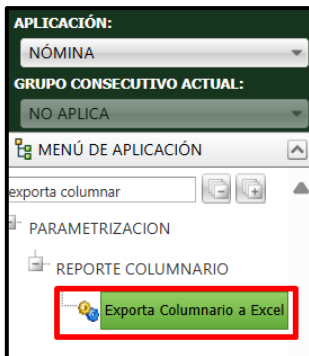 APLICACIÓN:
NÓMINA
GRUPO CONSECUTIVO ACTUAL:
NO APLICA
MENÚ DE APLICACIÓN
exporta columnar
PARAMETRIZACION
REPORTE COLUMNARIO
Exporta Columnario a Excel